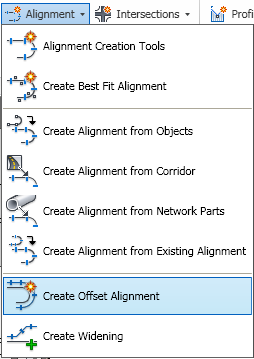 Alignment Intersections Profi
Alignment Creation Tools
Create Best Fit Alignment
Create Alignment from Objects
Create Alignment from Corridor
Create Alignment from Network Parts
Create Alignment from Existing Alignment
Create Offset Alignment
Create Widening